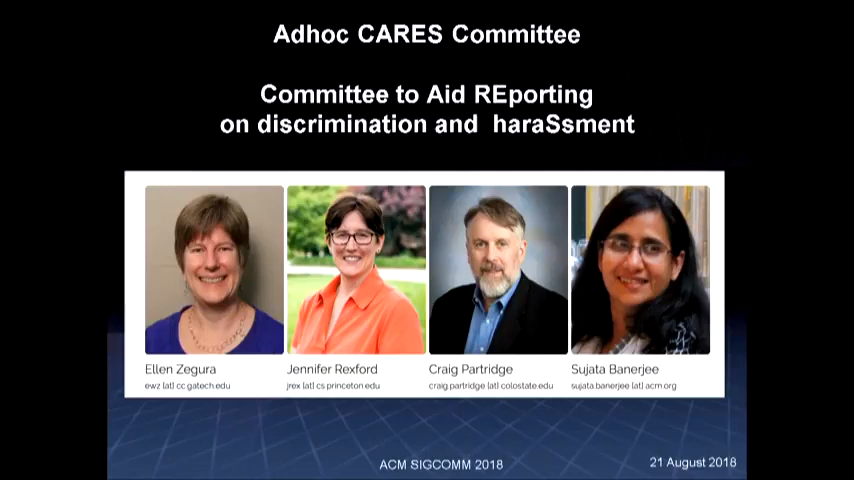 Adhoc CARES Committee
Committee to Aid REporting
on discrimination and haraSsment
Ellen Zegura
ewz [at] cc gatech.edu
Jennifer Rexford
jrex [at] cs princeton.edu
Craig Partridge
craig partridge [at] colostate.edu
Sujata Banerjee
sujata banerjee [at] acm.org
ACM SIGCOMM 2018
21 August 2018